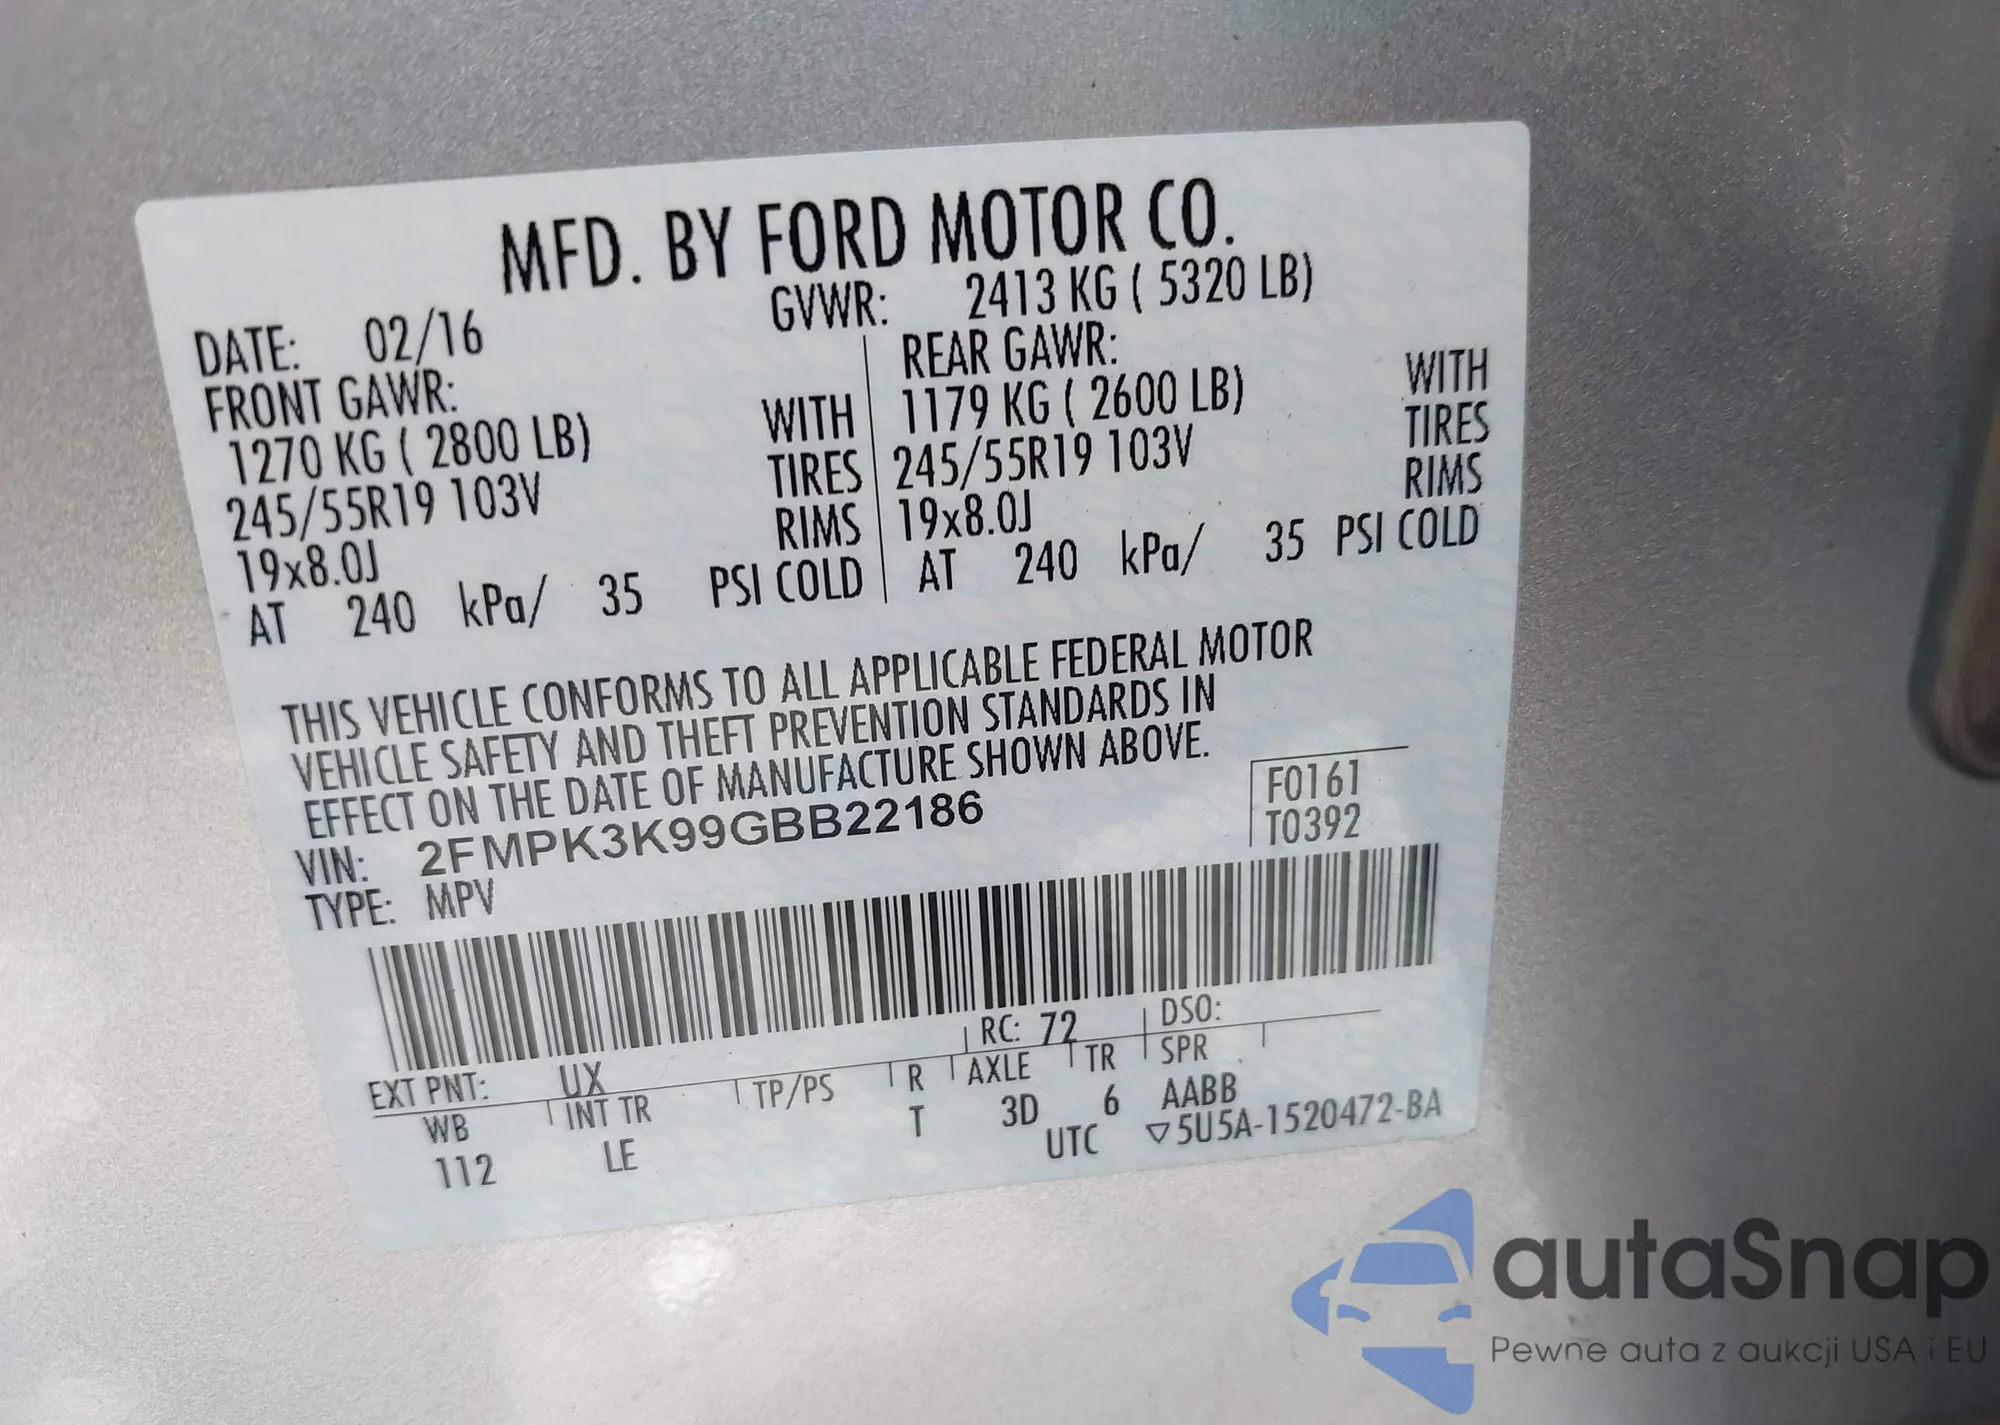 MFD. BY FORD MOTOR CO.
DATE: 02/16 GVWR: 2413 KG ( 5320 LB)
FRONT GAWR: REAR GAWR:
1270 KG ( 2800 LB) WITH 1179 KG ( 2600 LB) WITH
245/55R19 103V TIRES 245/55R19 103V TIRES
19x8.0J RIMS 19x8.0J RIMS
AT 240 kPa/ 35 PSI COLD AT 240 kPa/ 35 PSI COLD
THIS VEHICLE CONFORMS TO ALL APPLICABLE FEDERAL MOTOR
VEHICLE SAFETY AND THEFT PREVENTION STANDARDS IN
EFFECT ON THE DATE OF MANUFACTURE SHOWN ABOVE.
VIN: 2FMPK3K99GBB22186 F0161
TYPE: MPV T0392
EXT PNT: UX RC: 72 DSO:
WB INT TR TP/PS R AXLE TR SPR
112 LE T 3D 6 AABB
UTC ▽5U5A-1520472-BA
autaSnap
Pewne auta z aukcji USA i EU